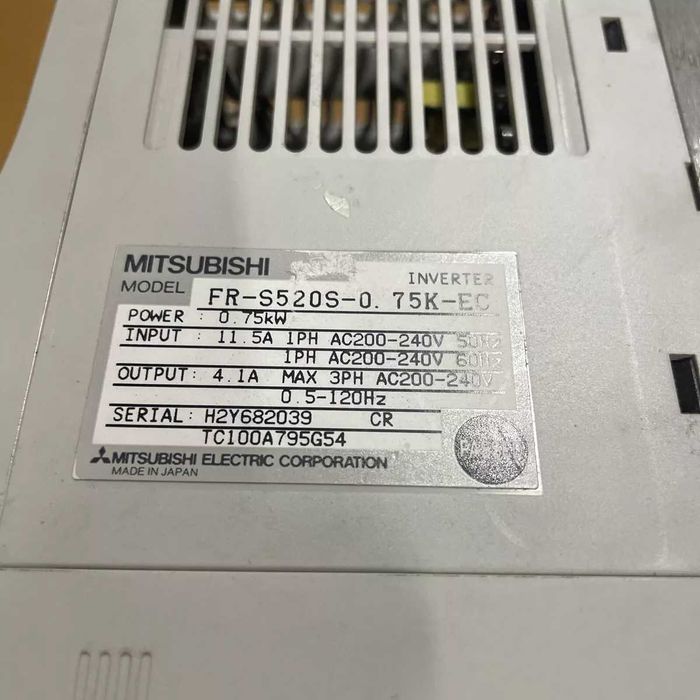 MITSUBISHI
INVERTER
MODEL FR-S520S-0.75K-EC
POWER : 0.75kW
INPUT : 11.5A 1PH AC200-240V 50Hz
1PH AC200-240V 60Hz
OUTPUT: 4.1A MAX 3PH AC200-240V
0.5-120Hz
SERIAL: H2Y682039 CR
TC100A795G54
MITSUBISHI ELECTRIC CORPORATION
MADE IN JAPAN